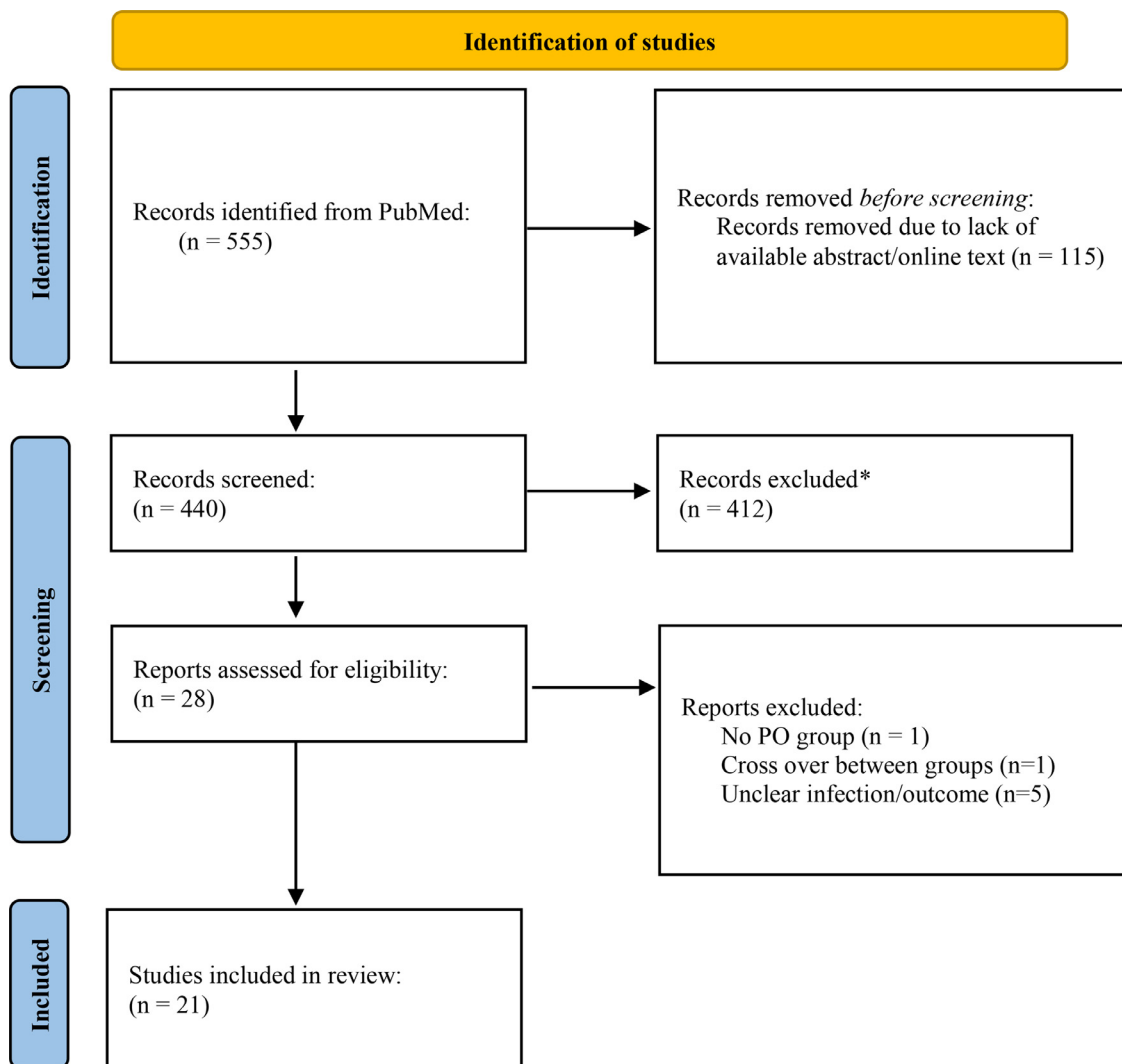 Identification of studies
Identification
Records identified from PubMed:
(n = 555)
Records removed before screening:
Records removed due to lack of
available abstract/online text (n = 115)
Screening
Records screened:
(n = 440)
Records excluded*
(n = 412)
Reports assessed for eligibility:
(n = 28)
Reports excluded:
No PO group (n = 1)
Cross over between groups (n=1)
Unclear infection/outcome (n=5)
Included
Studies included in review:
(n = 21)